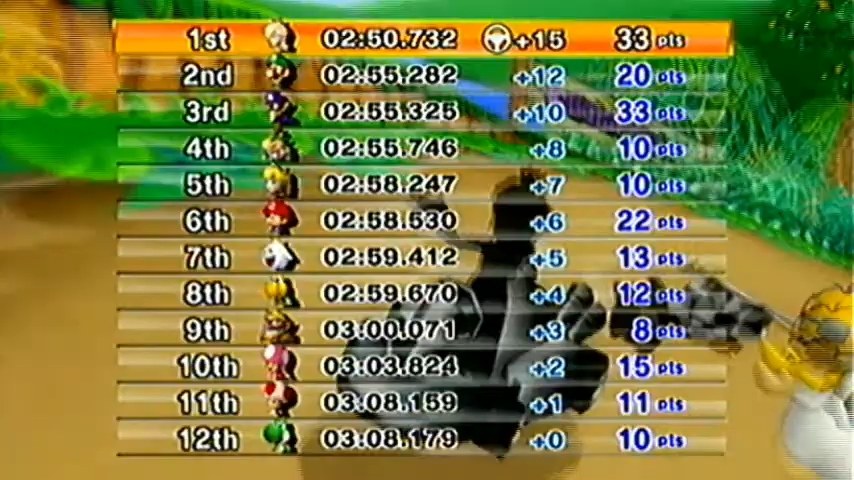 1st 02:50.732 +15 33 pts
2nd 02:55.282 +12 20 pts
3rd 02:55.325 +10 33 pts
4th 02:55.746 +8 10 pts
5th 02:58.247 +7 10 pts
6th 02:58.530 +6 22 pts
7th 02:59.412 +5 13 pts
8th 02:59.670 +4 12 pts
9th 03:00.071 +3 8 pts
10th 03:03.824 +2 15 pts
11th 03:08.159 +1 11 pts
12th 03:08.179 +0 10 pts